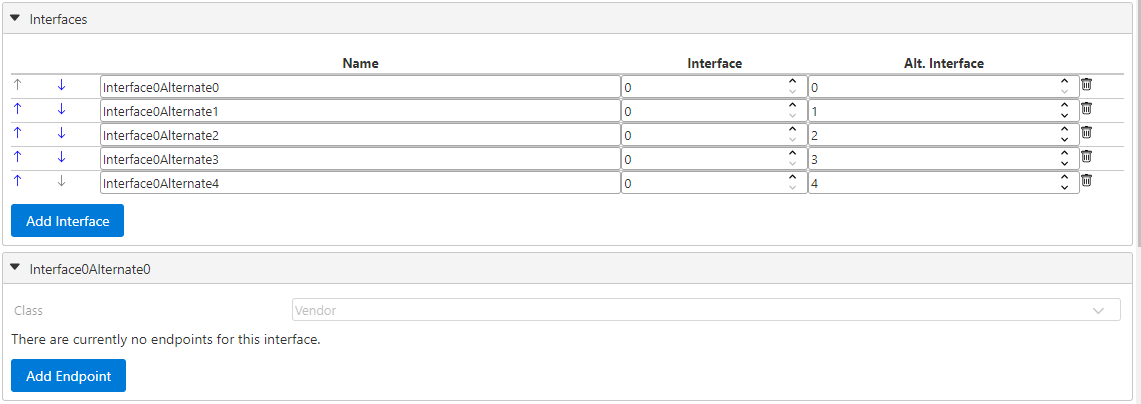 Interfaces
Name Interface Alt. Interface
Interface0Alternate0 0 0
Interface0Alternate1 0 1
Interface0Alternate2 0 2
Interface0Alternate3 0 3
Interface0Alternate4 0 4
Add Interface
Interface0Alternate0
Class Vendor
There are currently no endpoints for this interface.
Add Endpoint